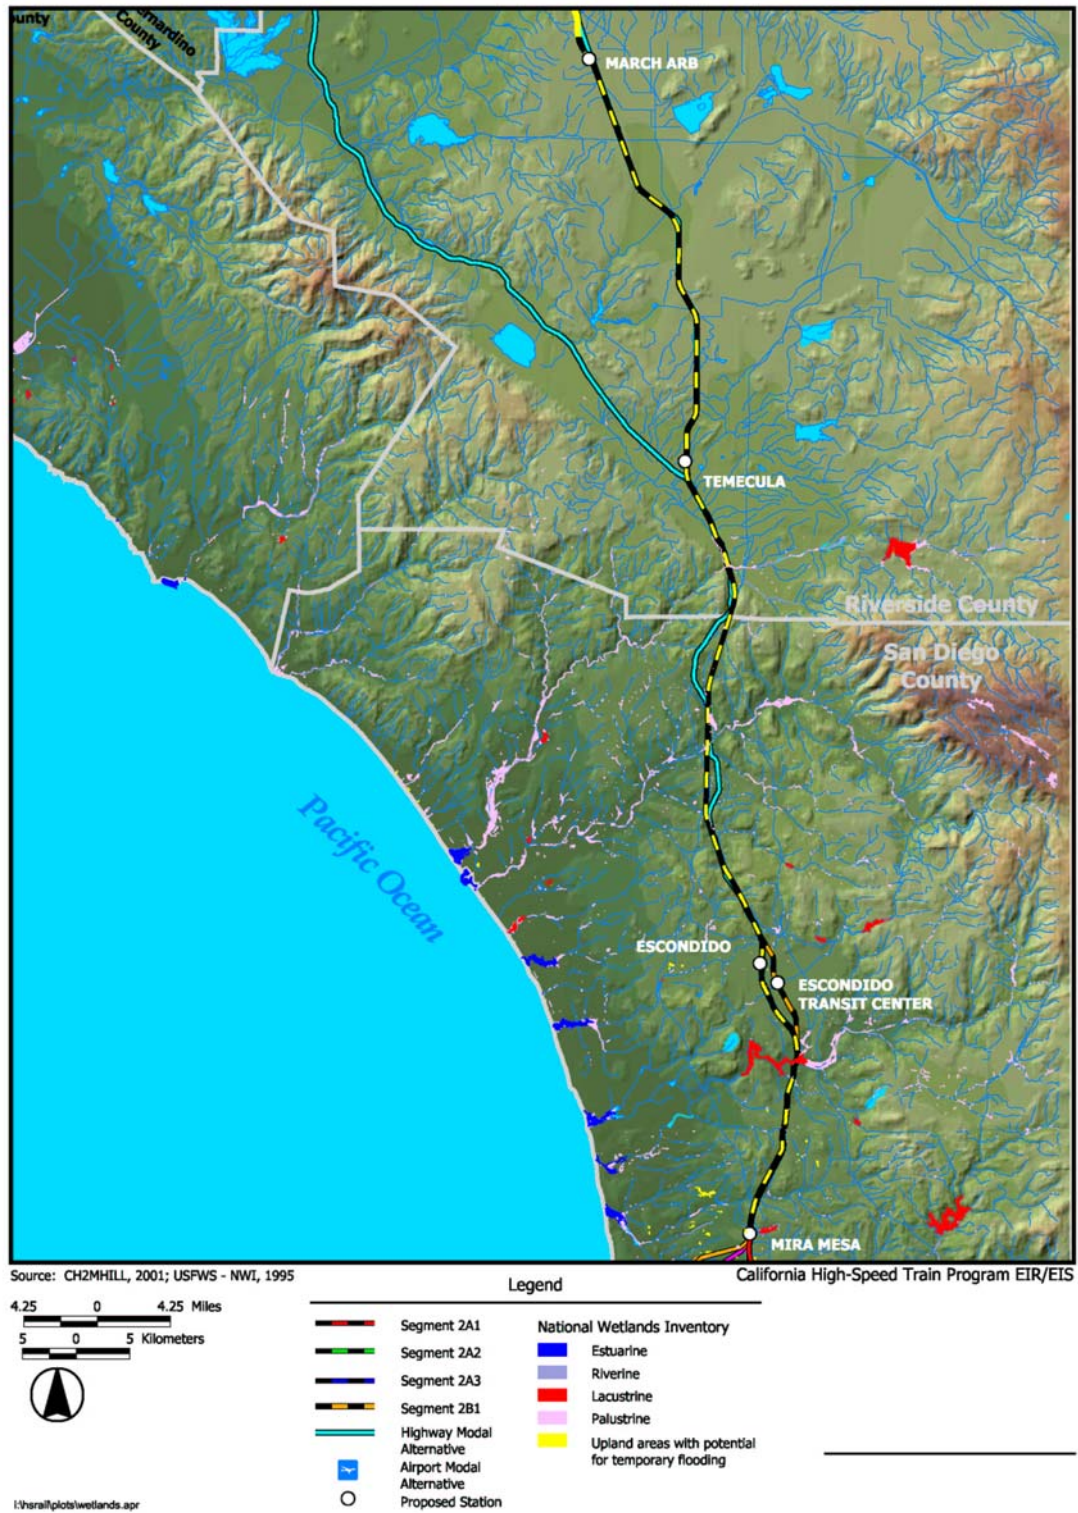 ounty
ernardino
County
MARCH ARB
TEMECULA
Riverside County
San Diego
County
Pacific Ocean
ESCONDIDO
ESCONDIDO
TRANSIT CENTER
MIRA MESA
Source: CH2MHILL, 2001; USFWS - NWI, 1995
California High-Speed Train Program EIR/EIS
Legend
4.25 0 4.25 Miles
5 0 5 Kilometers
Segment 2A1
Segment 2A2
Segment 2A3
Segment 2B1
Highway Modal
Alternative
Airport Modal
Alternative
Proposed Station
National Wetlands Inventory
Estuarine
Riverine
Lacustrine
Palustrine
Upland areas with potential
for temporary flooding
i:\hsrail\plots\wetlands.apr